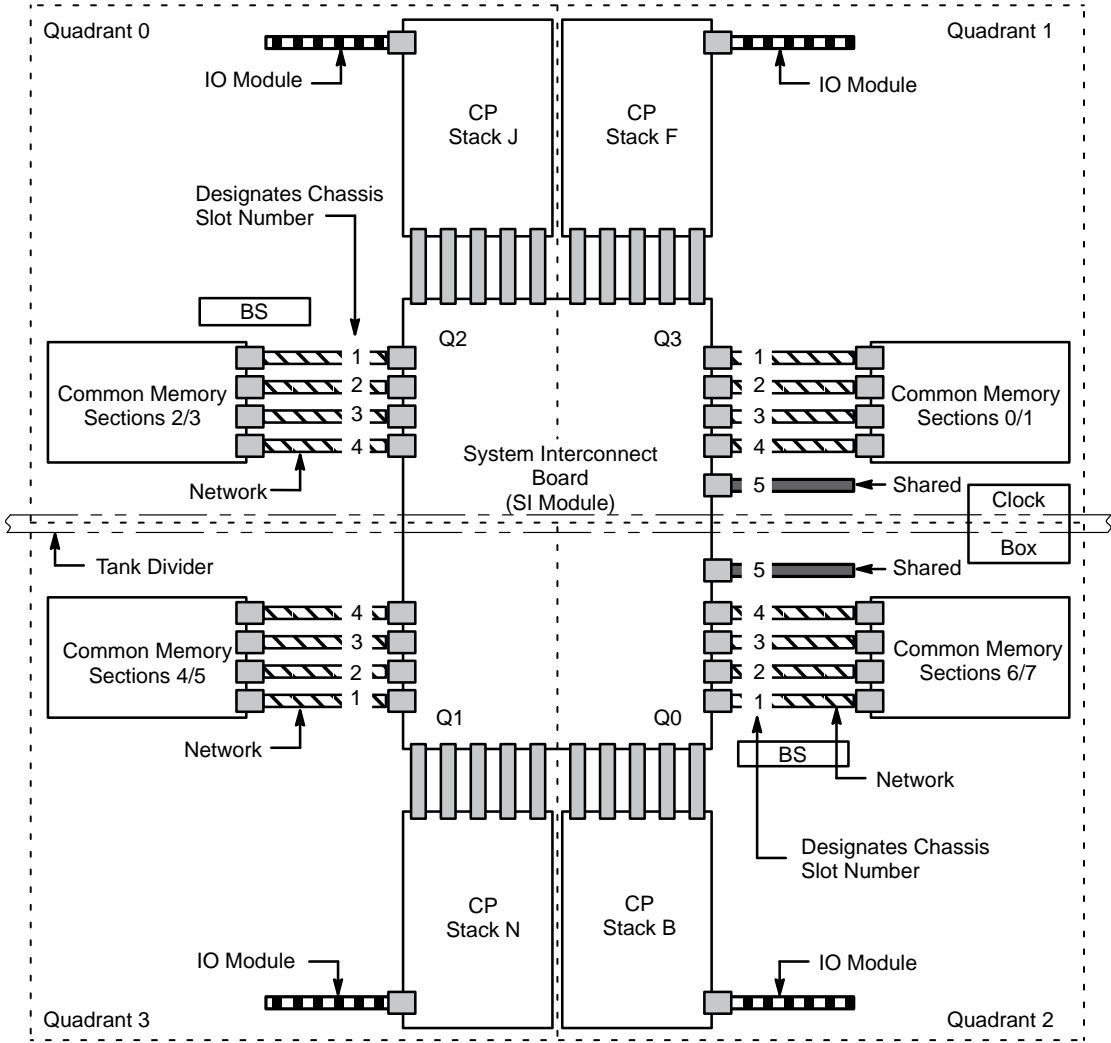 Quadrant 0
Quadrant 1
IO Module
IO Module
CP
Stack J
CP
Stack F
Designates Chassis
Slot Number
BS
Q2
Q3
1
2
3
4
1
2
3
4
Common Memory
Sections 2/3
Common Memory
Sections 0/1
System Interconnect
Board
(SI Module)
Network
5
Shared
Clock
Box
Tank Divider
5
Shared
4
3
2
1
4
3
2
1
Common Memory
Sections 4/5
Common Memory
Sections 6/7
Q1
Q0
Network
BS
Network
Designates Chassis
Slot Number
CP
Stack N
CP
Stack B
IO Module
IO Module
Quadrant 3
Quadrant 2